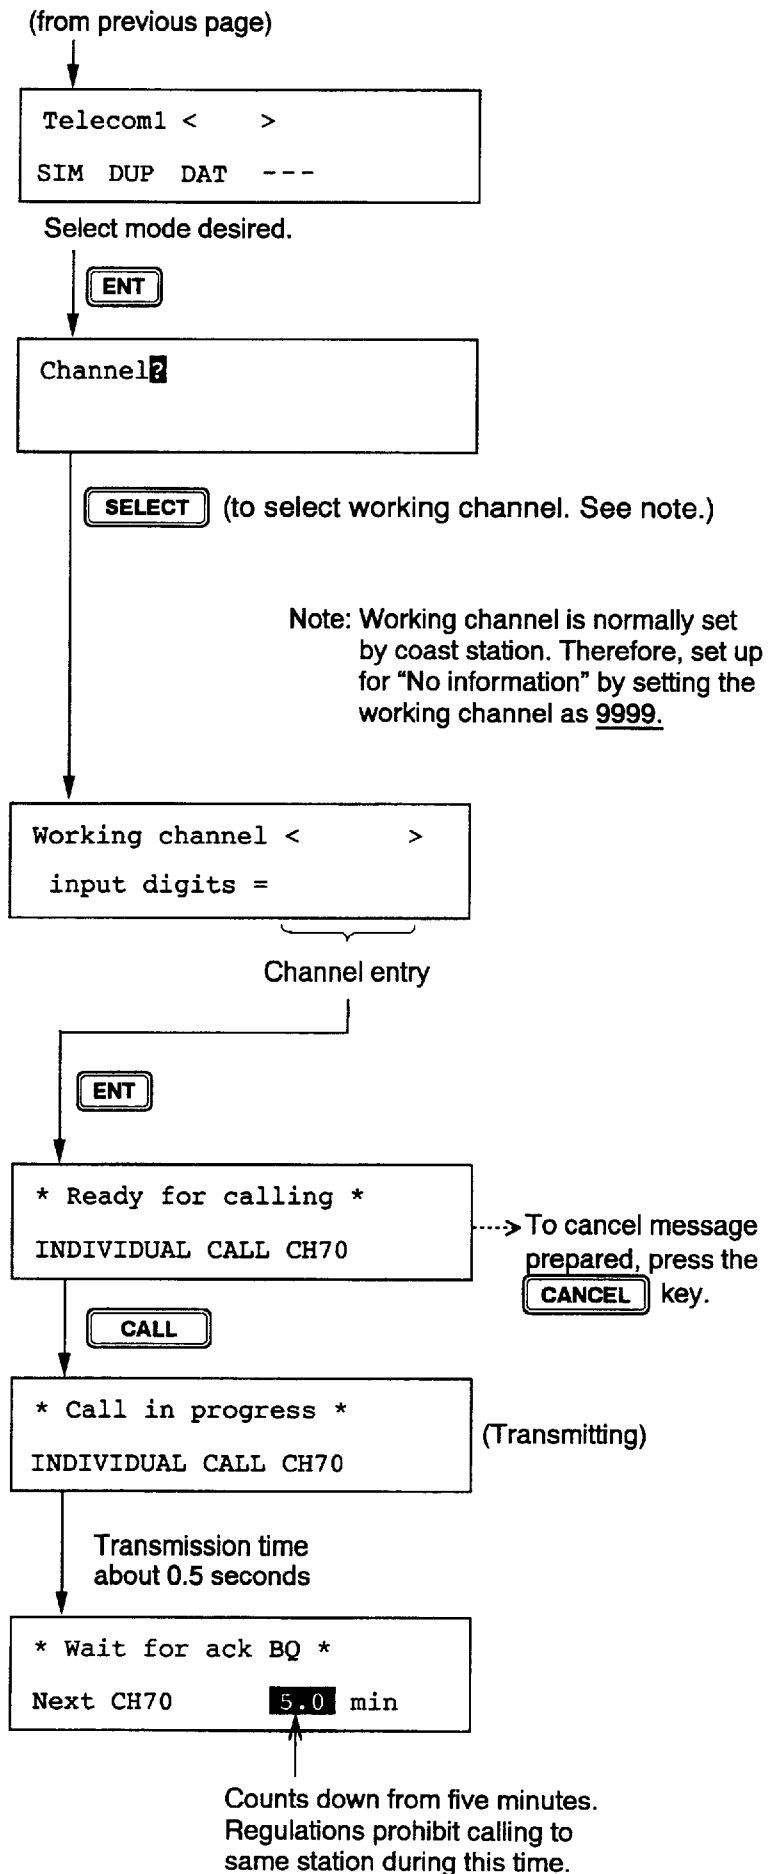 (from previous page)
Telecom1 <    >
SIM DUP DAT ---
Select mode desired.
ENT
Channel?
SELECT (to select working channel. See note.)
Note: Working channel is normally set
by coast station. Therefore, set up
for “No information” by setting the
working channel as 9999.
Working channel <       >
input digits =
Channel entry
ENT
* Ready for calling *
INDIVIDUAL CALL CH70
To cancel message
prepared, press the
CANCEL key.
CALL
* Call in progress *
INDIVIDUAL CALL CH70
(Transmitting)
Transmission time
about 0.5 seconds
* Wait for ack BQ *
Next CH70 5.0 min
Counts down from five minutes.
Regulations prohibit calling to
same station during this time.